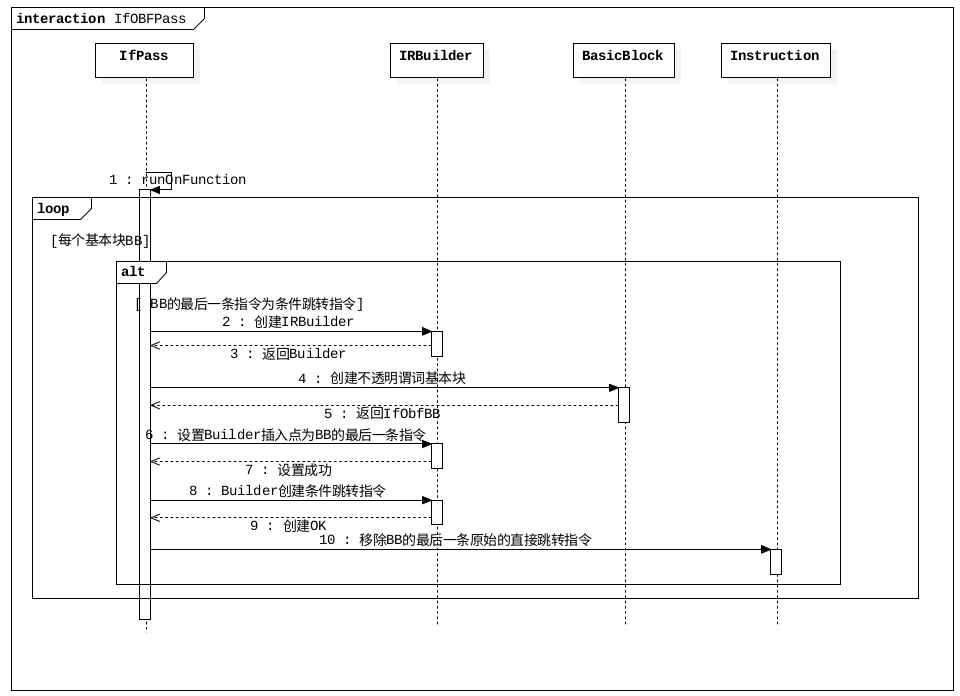 interaction IfOBFPass
IfPass
IRBuilder
BasicBlock
Instruction
1 : runOnFunction
loop
[每个基本块BB]
alt
[ BB的最后一条指令为条件跳转指令]
2 : 创建IRBuilder
3 : 返回Builder
4 : 创建不透明谓词基本块
5 : 返回IfObfBB
6 : 设置Builder插入点为BB的最后一条指令
7 : 设置成功
8 : Builder创建条件跳转指令
9 : 创建OK
10 : 移除BB的最后一条原始的直接跳转指令